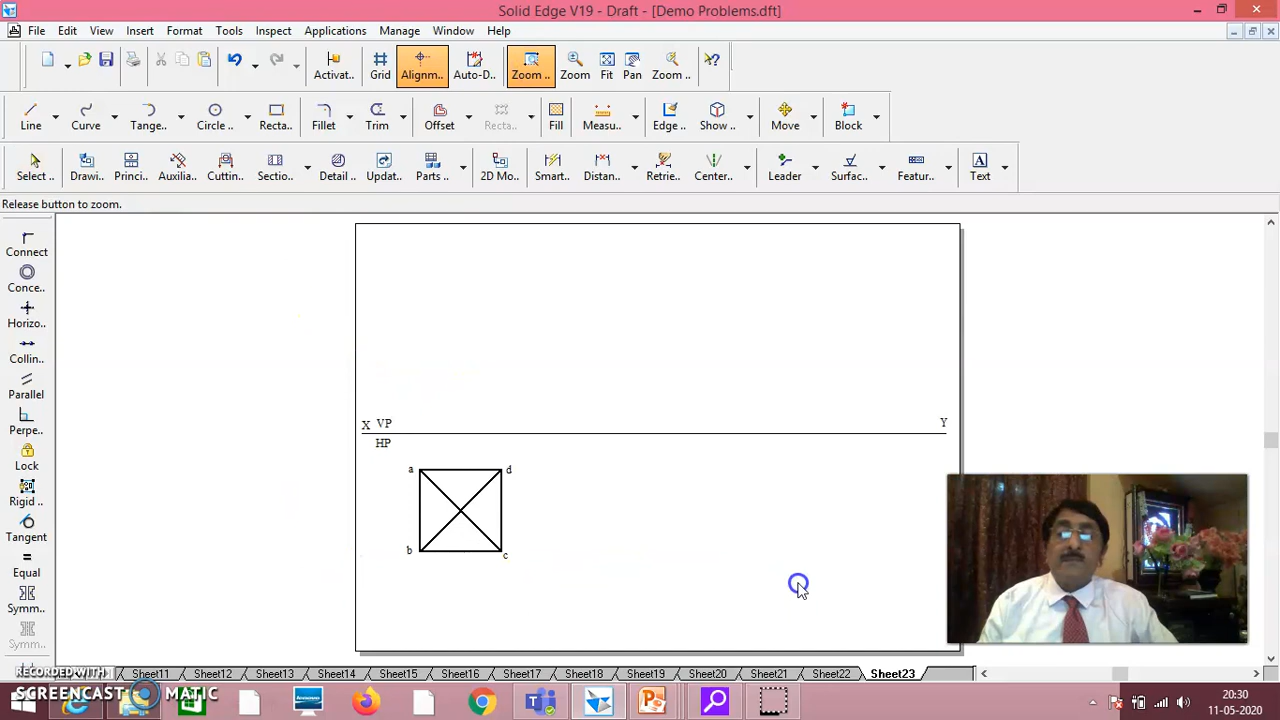 Solid Edge V19 - Draft - [Demo Problems.dft]
File Edit View Insert Format Tools Inspect Applications Manage Window Help
Activat.. Grid Alignm.. Auto-D.. Zoom .. Zoom Fit Pan Zoom ..
Line Curve Tange.. Circle .. Recta.. Fillet Trim Offset Recta.. Fill Measu.. Edge .. Show .. Move Block
Select .. Drawi.. Princi.. Auxilia.. Cuttin.. Sectio.. Detail .. Updat.. Parts .. 2D Mo.. Smart.. Distan.. Retrie.. Center.. Leader Surfac.. Featur.. Text
Release button to zoom.
Connect
Conce..
Horizo..
Collin..
Parallel
Perpe..
Lock
Rigid ..
Tangent
Equal
Symm..
Symm..
X VP Y
HP
a d
b c
Sheet11 Sheet12 Sheet13 Sheet14 Sheet15 Sheet16 Sheet17 Sheet18 Sheet19 Sheet20 Sheet21 Sheet22 Sheet23
RECORDED WITH
SCREENCAST MATIC
20:30
11-05-2020